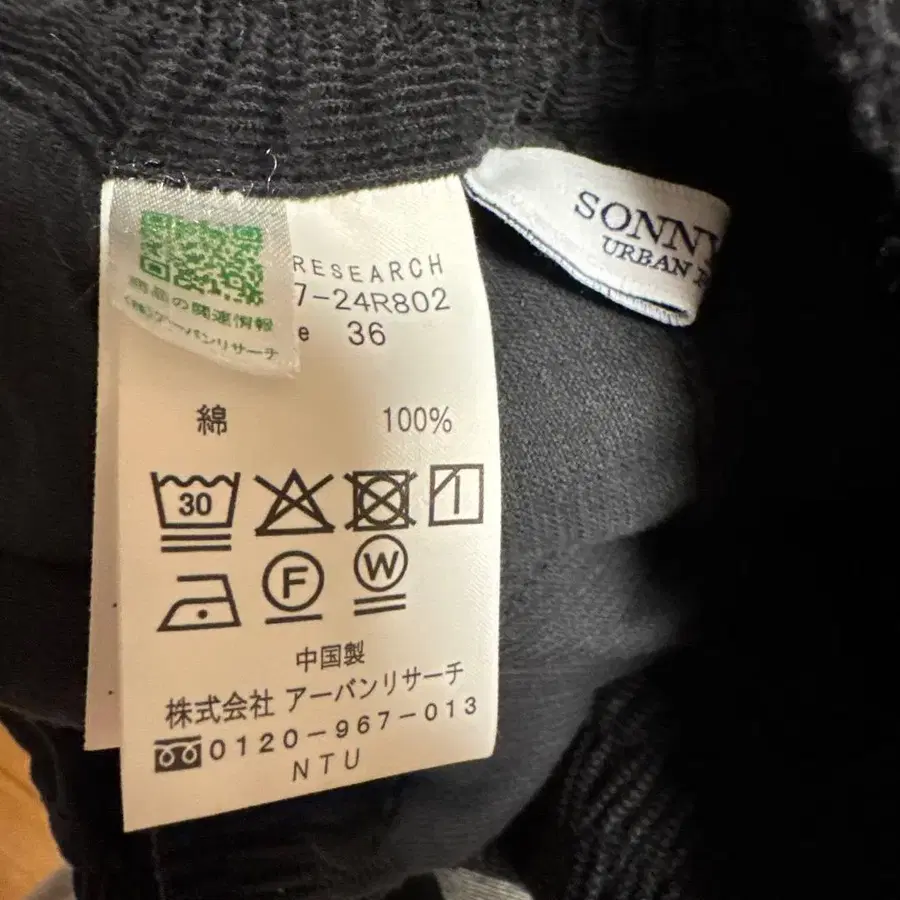 商品の関連情報
(株)アーバンリサーチ
RESEARCH
7-24R802
e 36
綿 100%
30
F
W
中国製
株式会社 アーバンリサーチ
0120-967-013
NTU
SONNY
URBAN